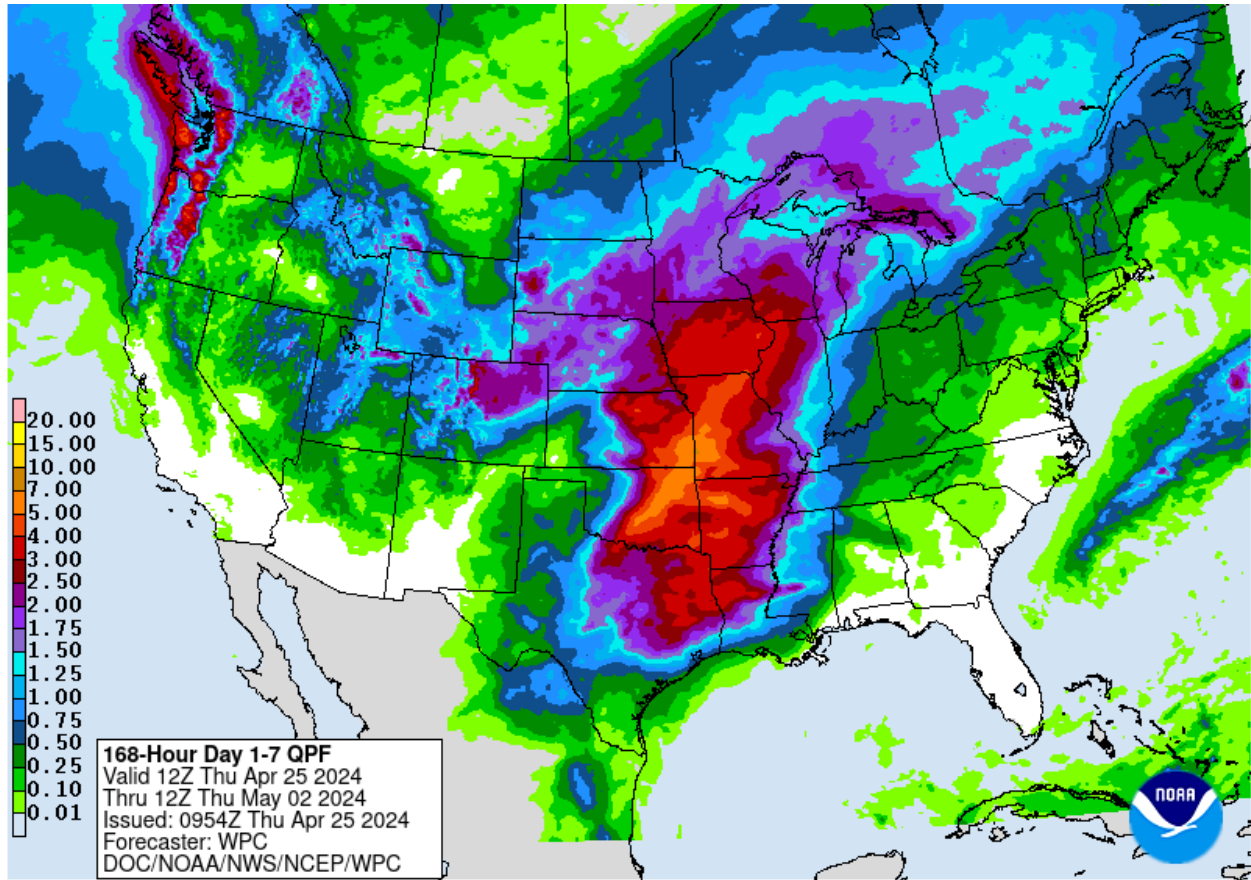 20.00
15.00
10.00
7.00
5.00
4.00
3.00
2.50
2.00
1.75
1.50
1.25
1.00
0.75
0.50
0.25
0.10
0.01
168-Hour Day 1-7 QPF
Valid 12Z Thu Apr 25 2024
Thru 12Z Thu May 02 2024
Issued: 0954Z Thu Apr 25 2024
Forecaster: WPC
DOC/NOAA/NWS/NCEP/WPC
NOAA